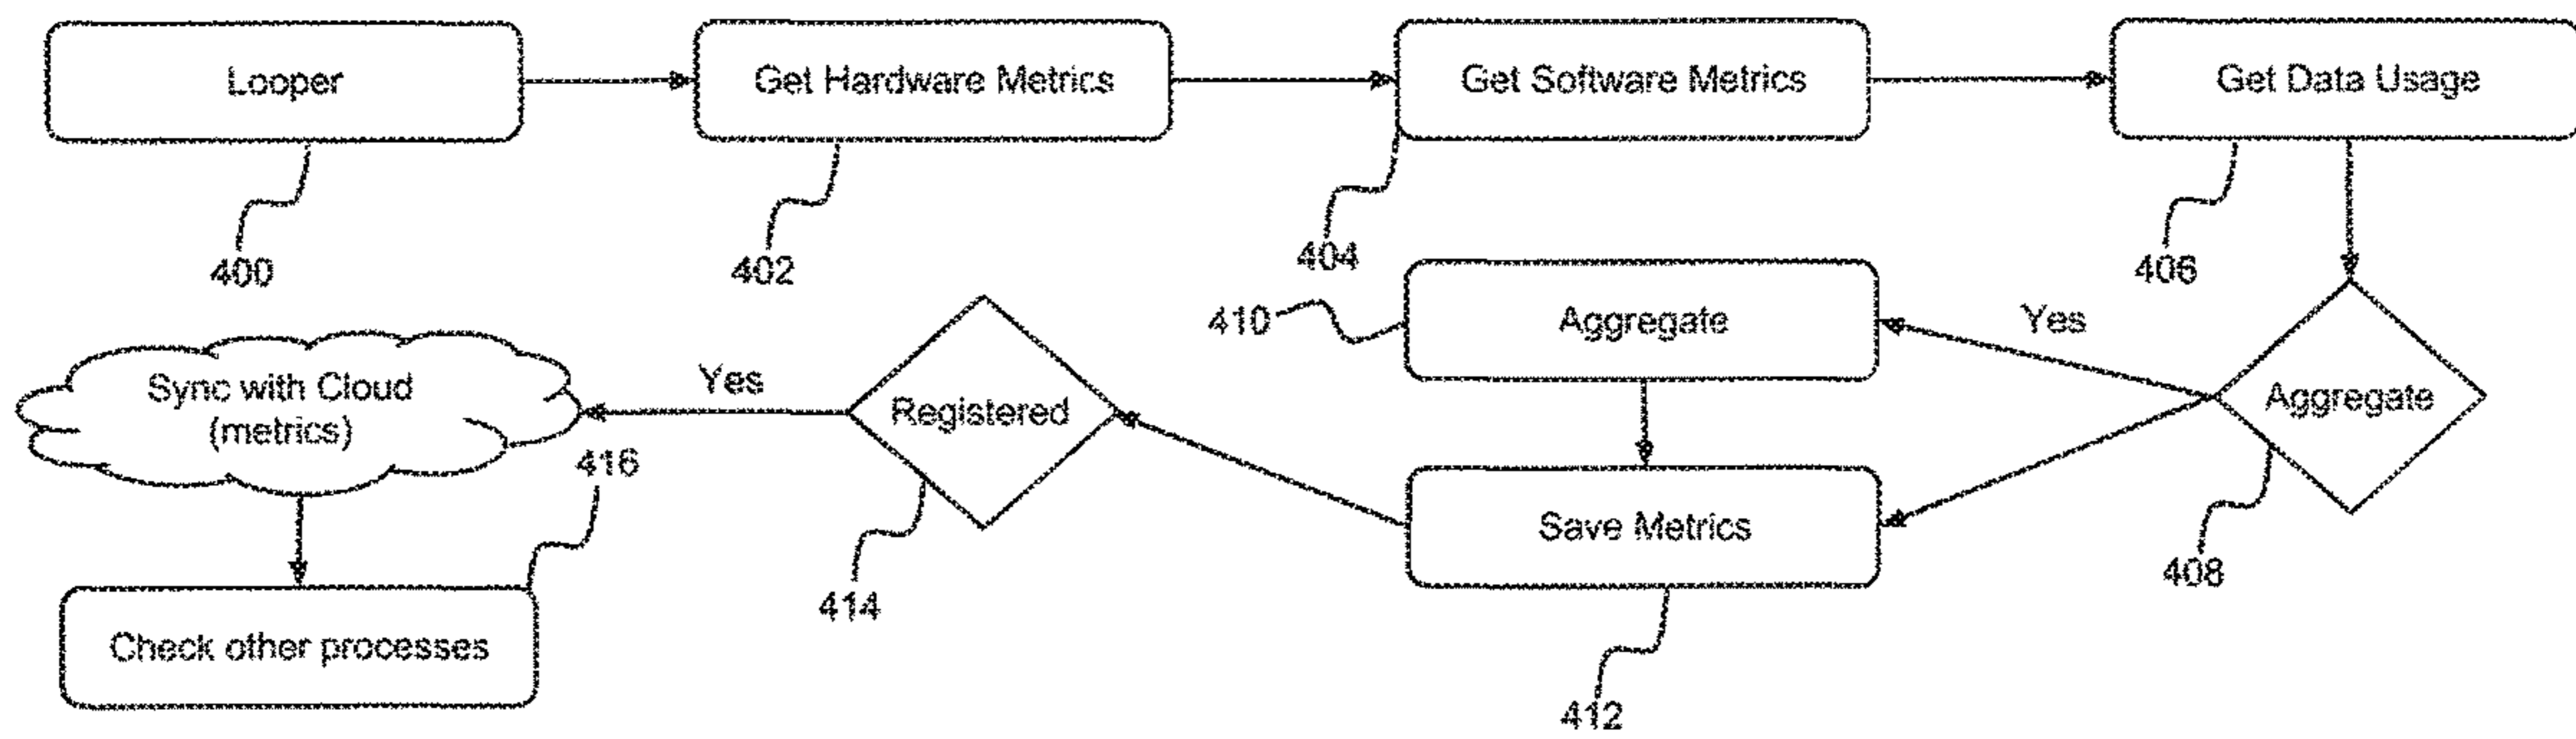 Looper
Get Hardware Metrics
Get Software Metrics
Get Data Usage
400
402
404
406
410
Aggregate
Yes
Sync with Cloud
(metrics)
Yes
Registered
Aggregate
416
Save Metrics
408
414
Check other processes
412